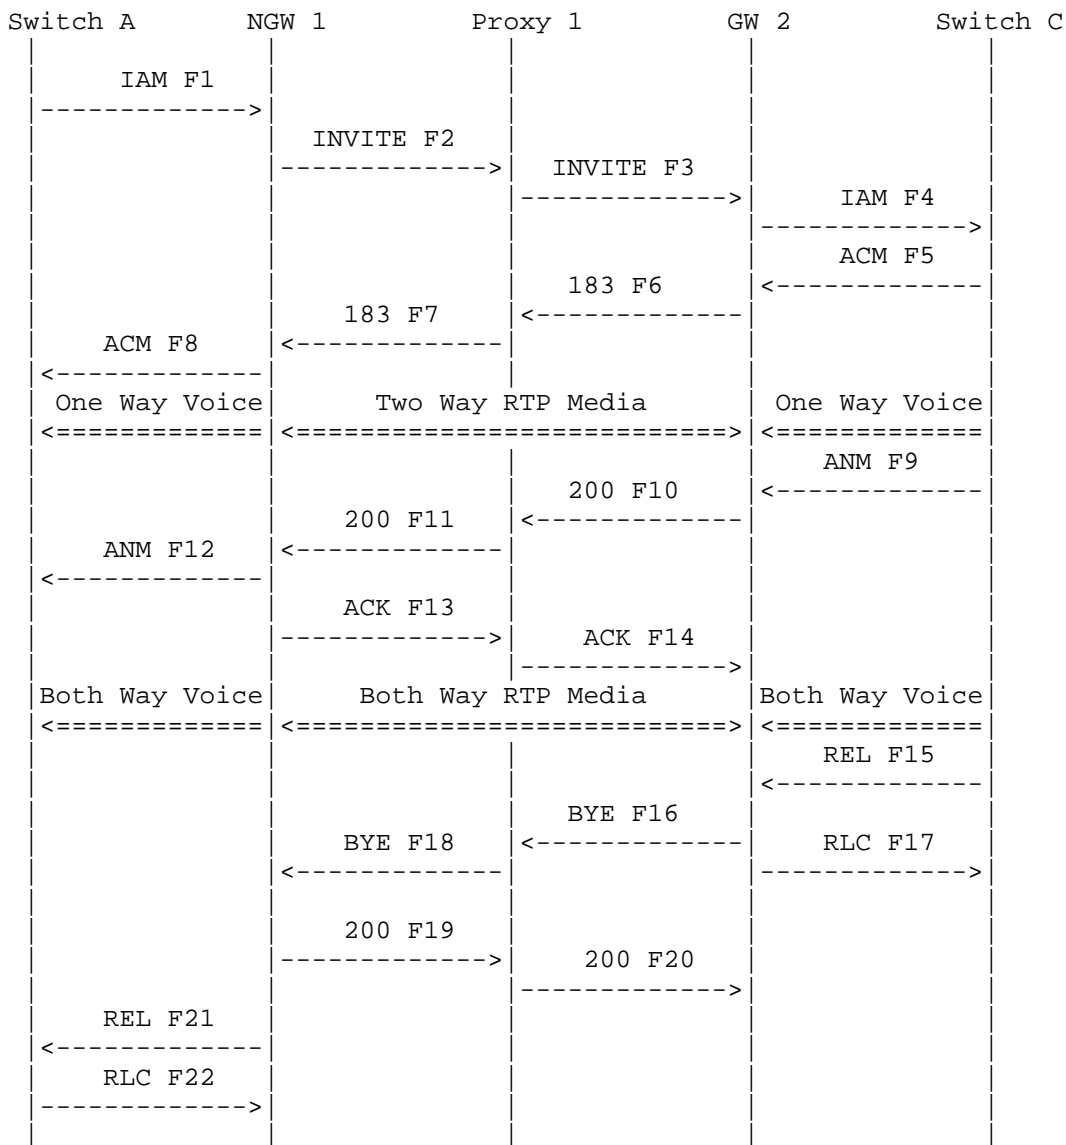 Switch A NGW 1 Proxy 1 GW 2 Switch C
IAM F1
INVITE F2
INVITE F3
IAM F4
ACM F5
183 F6
183 F7
ACM F8
One Way Voice Two Way RTP Media One Way Voice
ANM F9
200 F10
200 F11
ANM F12
ACK F13
ACK F14
Both Way Voice Both Way RTP Media Both Way Voice
REL F15
BYE F16
BYE F18 RLC F17
200 F19
200 F20
REL F21
RLC F22